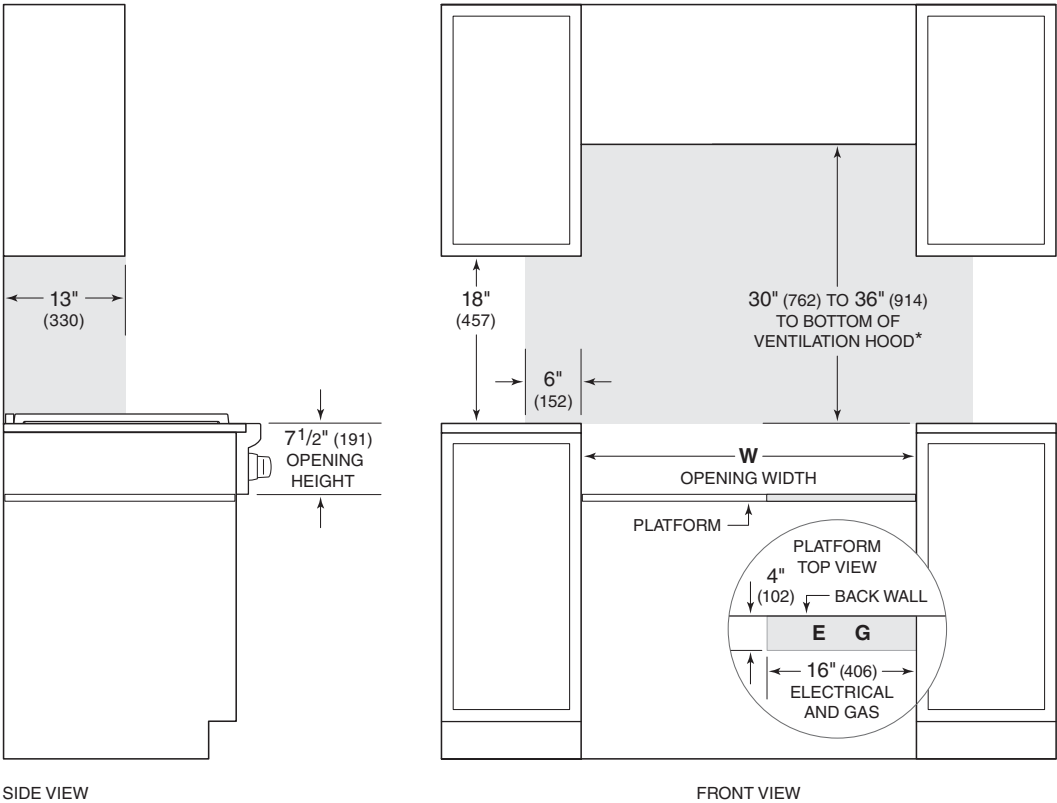 13"
(330)
7 1/2" (191)
OPENING
HEIGHT
SIDE VIEW
18"
(457)
6"
(152)
30" (762) TO 36" (914)
TO BOTTOM OF
VENTILATION HOOD*
W
OPENING WIDTH
PLATFORM
PLATFORM
TOP VIEW
4"
(102)
BACK WALL
E G
16" (406)
ELECTRICAL
AND GAS
FRONT VIEW